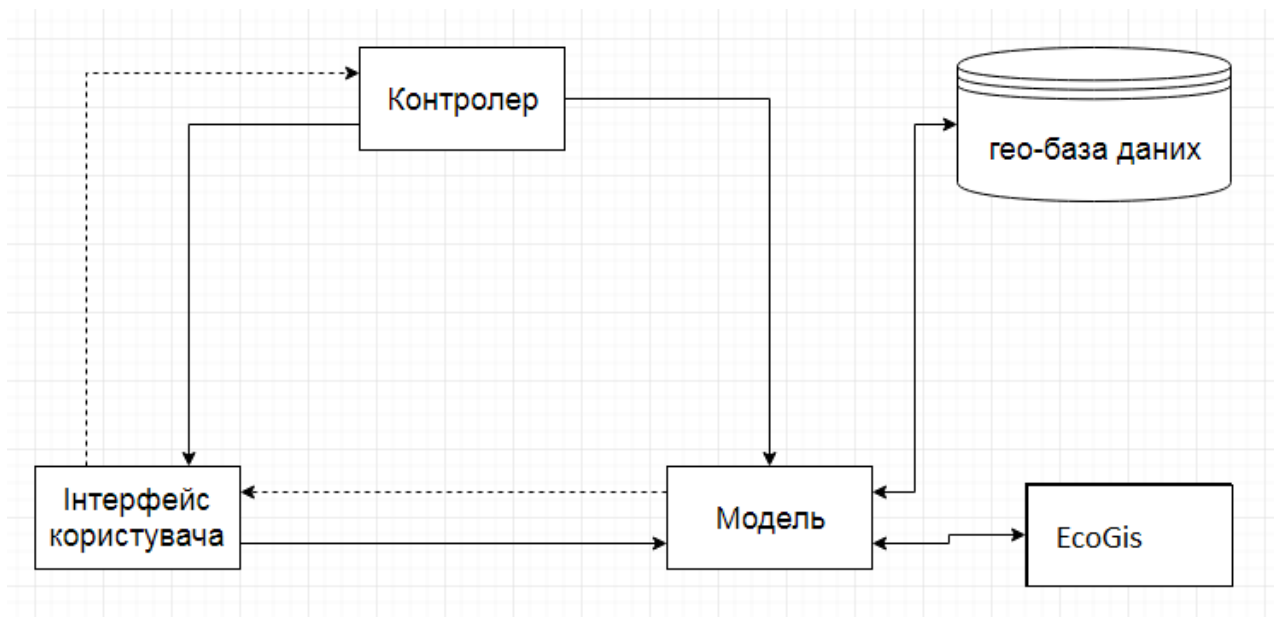 Контролер
гео-база даних
Інтерфейс
користувача
Модель
EcoGis